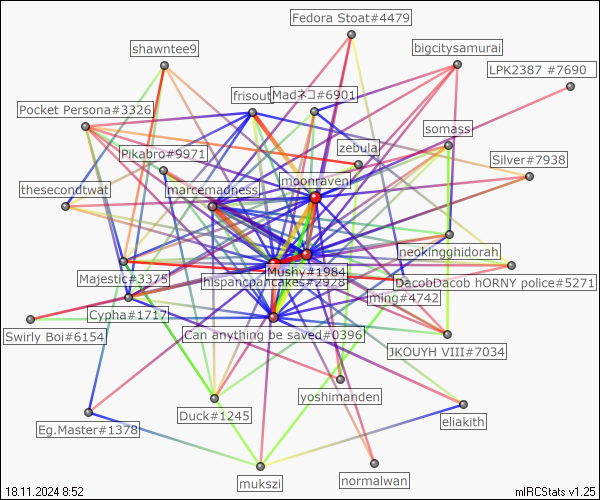 Fedora Stoat#4479
shawntee9
bigcitysamurai
LPK2387 #7690
frisout
Madネコ#6901
Pocket Persona#3326
somass
zebula
Pikabro#9971
Silver#7938
moonraven
thesecondtwat
marcemadness
neokingghidorah
Mushy#1984
Majestic#3375
hispancpancakes#2928
DacobDacob hORNY police#5271
ming#4742
Cypha#1717
Swirly Boi#6154
Can anything be saved#0396
JKOUYH VIII#7034
yoshimanden
Duck#1245
eliakith
Eg.Master#1378
normalwan
mukszi
18.11.2024 8:52
mIRCStats v1.25